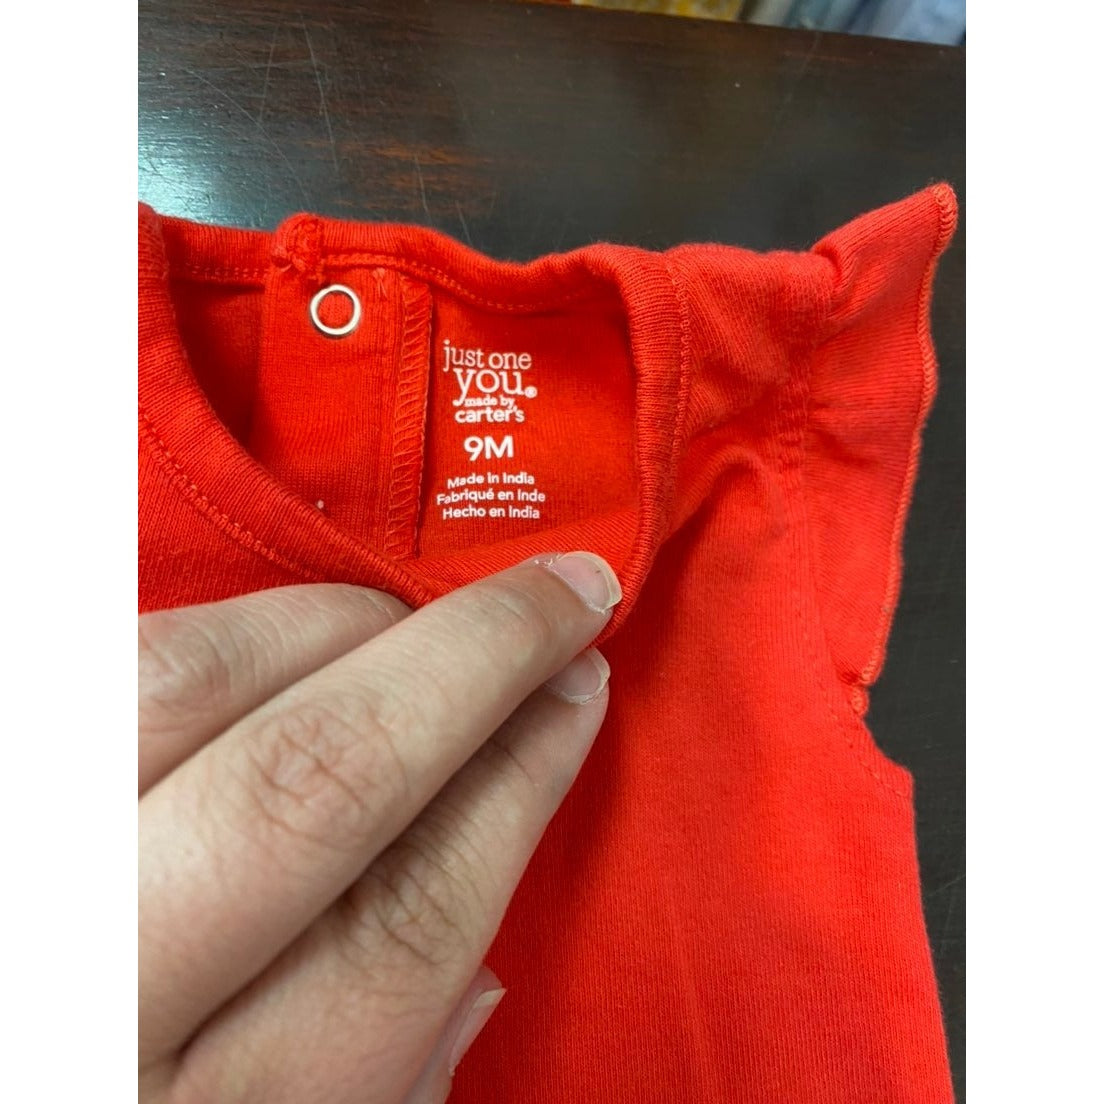 just one
you®
made by
carter's
9M
Made in India
Fabriqué en Inde
Hecho en India